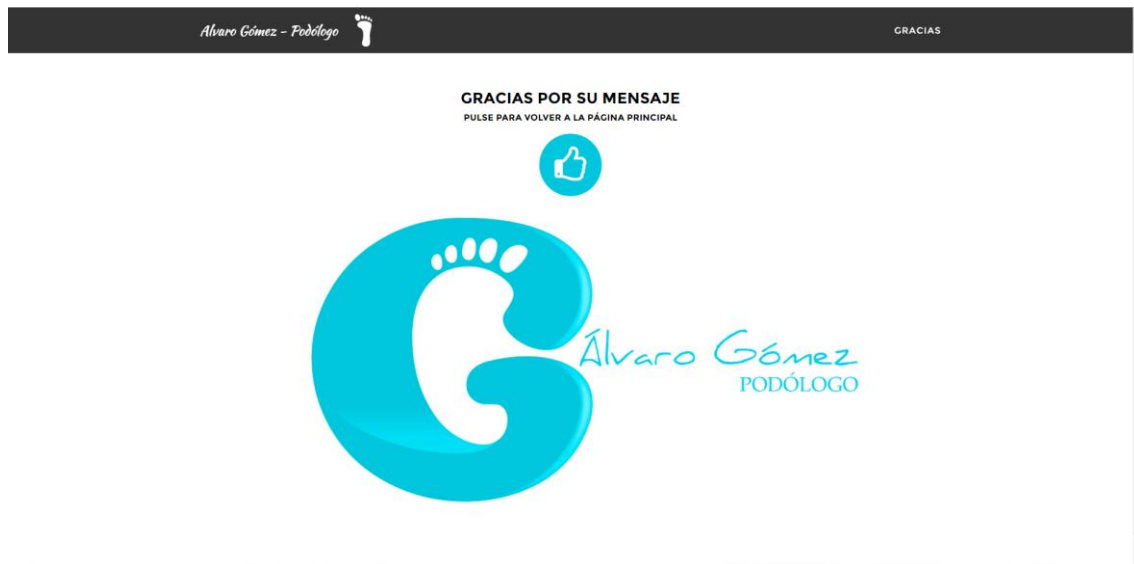 Alvaro Gómez – Podólogo
GRACIAS
GRACIAS POR SU MENSAJE
PULSE PARA VOLVER A LA PÁGINA PRINCIPAL
Álvaro Gómez
PODÓLOGO